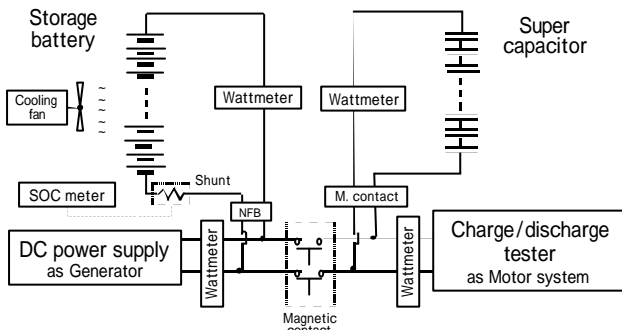 Storage
battery
Super
capacitor
Cooling
fan
~
~
~
~
~
Wattmeter
Wattmeter
Shunt
SOC meter
M. contact
NFB
DC power supply
as Generator
Wattmeter
Wattmeter
Charge/discharge
tester
as Motor system
Magnetic
contact